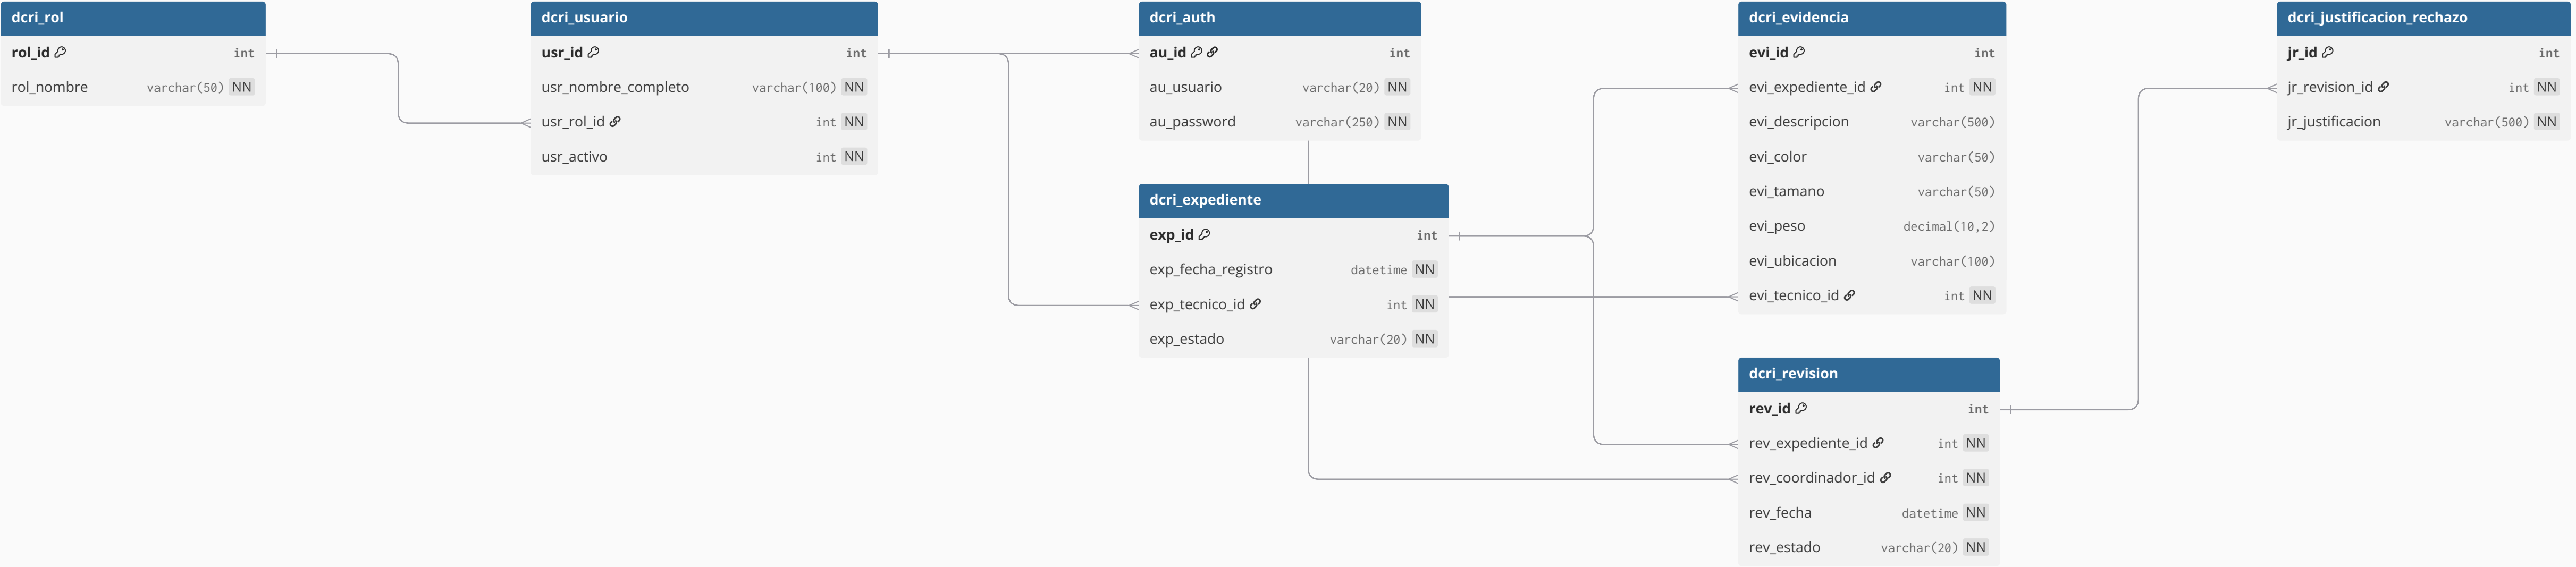 dcri_rol
rol_id int
rol_nombre varchar(50) NN
dcri_usuario
usr_id int
usr_nombre_completo varchar(100) NN
usr_rol_id int NN
usr_activo int NN
dcri_auth
au_id int
au_usuario varchar(20) NN
au_password varchar(250) NN
dcri_expediente
exp_id int
exp_fecha_registro datetime NN
exp_tecnico_id int NN
exp_estado varchar(20) NN
dcri_evidencia
evi_id int
evi_expediente_id int NN
evi_descripcion varchar(500)
evi_color varchar(50)
evi_tamano varchar(50)
evi_peso decimal(10,2)
evi_ubicacion varchar(100)
evi_tecnico_id int NN
dcri_revision
rev_id int
rev_expediente_id int NN
rev_coordinador_id int NN
rev_fecha datetime NN
rev_estado varchar(20) NN
dcri_justificacion_rechazo
jr_id int
jr_revision_id int NN
jr_justificacion varchar(500) NN